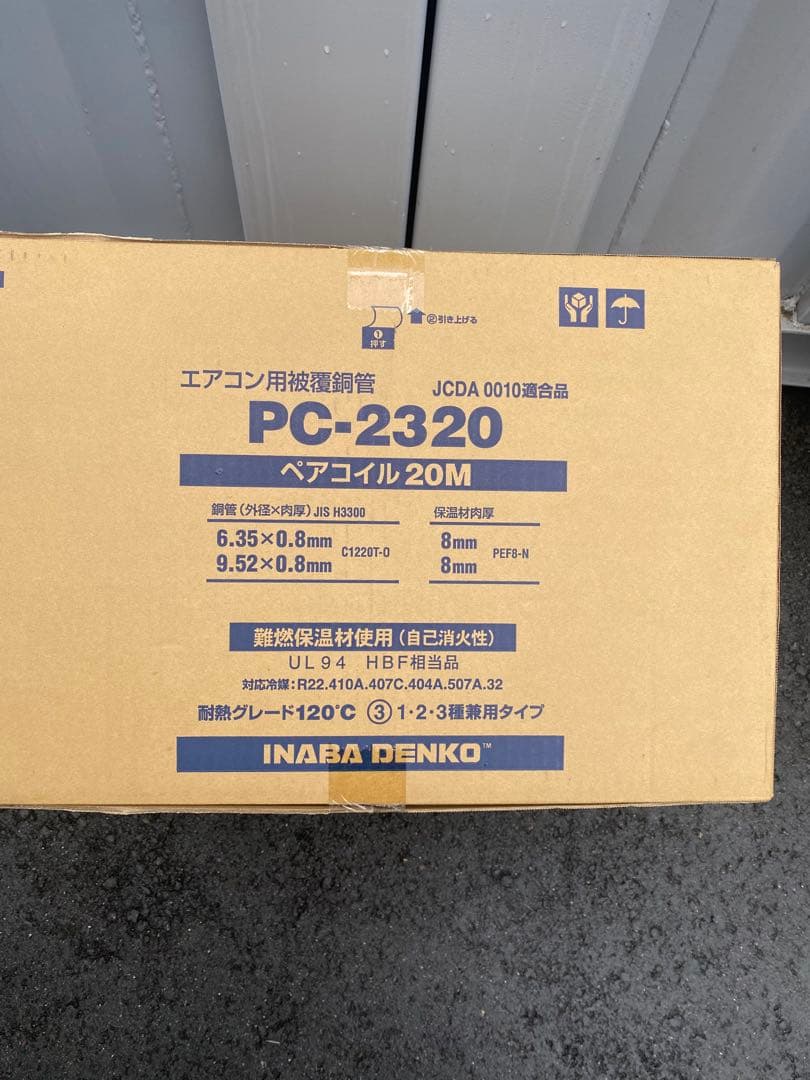 ②引き上げる
①
押す
エアコン用被覆銅管
JCDA 0010適合品
PC-2320
ペアコイル 20M
銅管(外径×肉厚) JIS H3300
6.35×0.8mm
9.52×0.8mm
C1220T-O
保温材肉厚
8mm
8mm
PEF8-N
難燃保温材使用(自己消火性)
UL94 HBF相当品
対応冷媒:R22.410A.407C.404A.507A.32
耐熱グレード120℃ ③ 1・2・3種兼用タイプ
INABA DENKO™